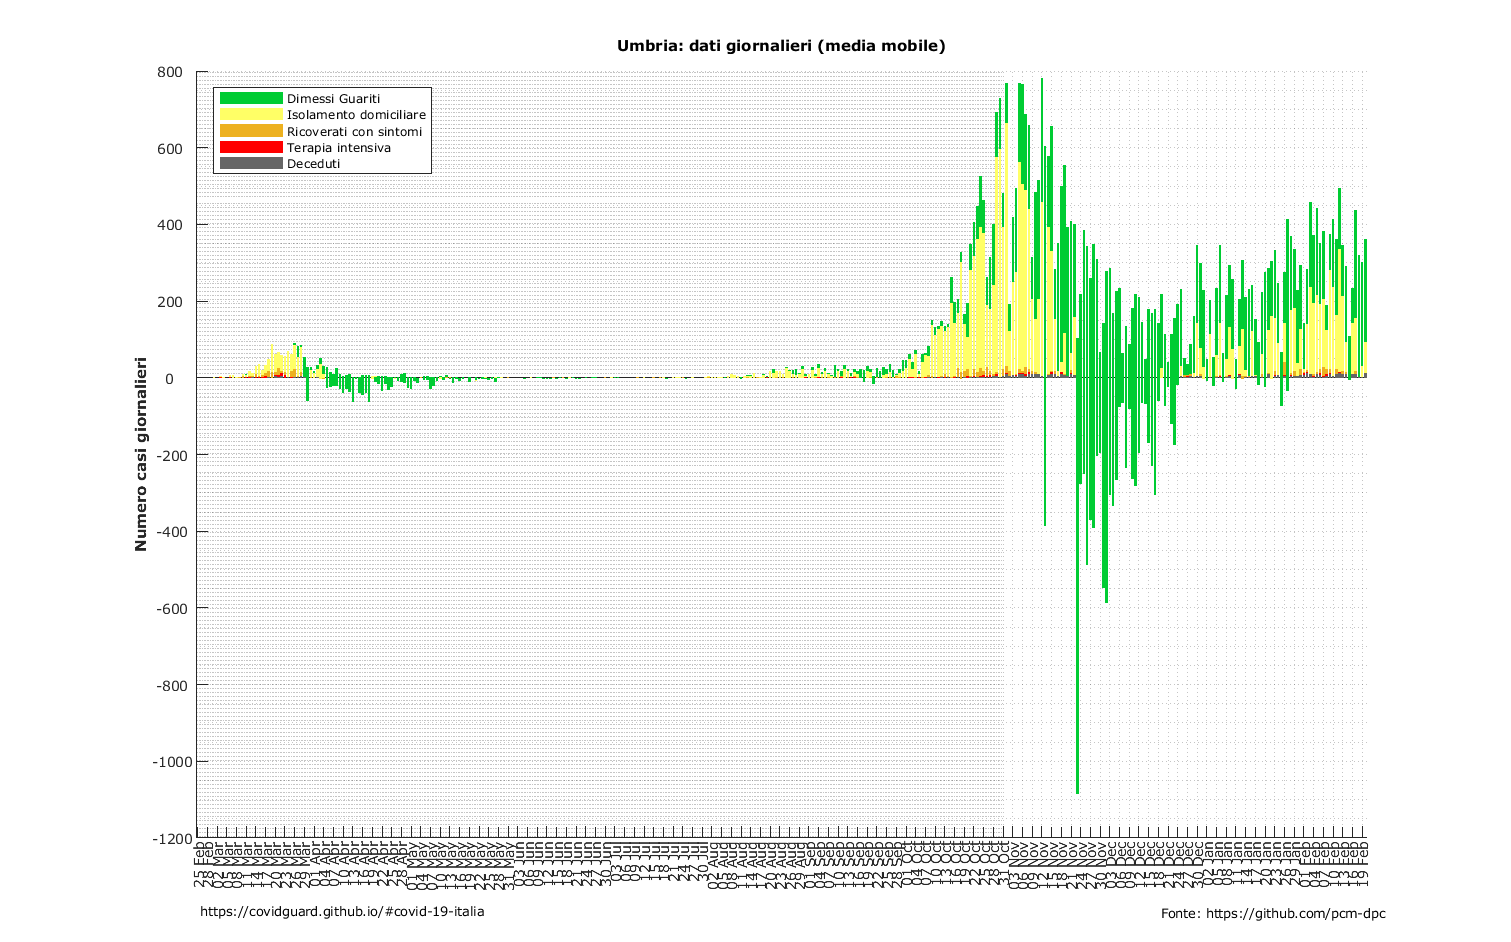 Umbria: dati giornalieri (media mobile)
Dimessi Guariti
Isolamento domiciliare
Ricoverati con sintomi
Terapia intensiva
Deceduti
Numero casi giornalieri
800
600
400
200
0
-200
-400
-600
-800
-1000
-1200
25 Feb
28 Feb
02 Mar
05 Mar
08 Mar
11 Mar
14 Mar
17 Mar
20 Mar
23 Mar
26 Mar
29 Mar
01 Apr
04 Apr
07 Apr
10 Apr
13 Apr
16 Apr
19 Apr
22 Apr
25 Apr
28 Apr
01 May
04 May
07 May
10 May
13 May
16 May
19 May
22 May
25 May
28 May
31 May
03 Jun
06 Jun
09 Jun
12 Jun
15 Jun
18 Jun
21 Jun
24 Jun
27 Jun
30 Jun
03 Jul
06 Jul
09 Jul
12 Jul
15 Jul
18 Jul
21 Jul
24 Jul
27 Jul
30 Jul
02 Aug
05 Aug
08 Aug
11 Aug
14 Aug
17 Aug
20 Aug
23 Aug
26 Aug
29 Aug
01 Sep
04 Sep
07 Sep
10 Sep
13 Sep
16 Sep
19 Sep
22 Sep
25 Sep
28 Sep
01 Oct
04 Oct
07 Oct
10 Oct
13 Oct
16 Oct
19 Oct
22 Oct
25 Oct
28 Oct
31 Oct
03 Nov
06 Nov
09 Nov
12 Nov
15 Nov
18 Nov
21 Nov
24 Nov
27 Nov
30 Nov
03 Dec
06 Dec
09 Dec
12 Dec
15 Dec
18 Dec
21 Dec
24 Dec
27 Dec
30 Dec
02 Jan
05 Jan
08 Jan
11 Jan
14 Jan
17 Jan
20 Jan
23 Jan
26 Jan
29 Jan
01 Feb
04 Feb
07 Feb
10 Feb
13 Feb
16 Feb
19 Feb
https://covidguard.github.io/#covid-19-italia
Fonte: https://github.com/pcm-dpc